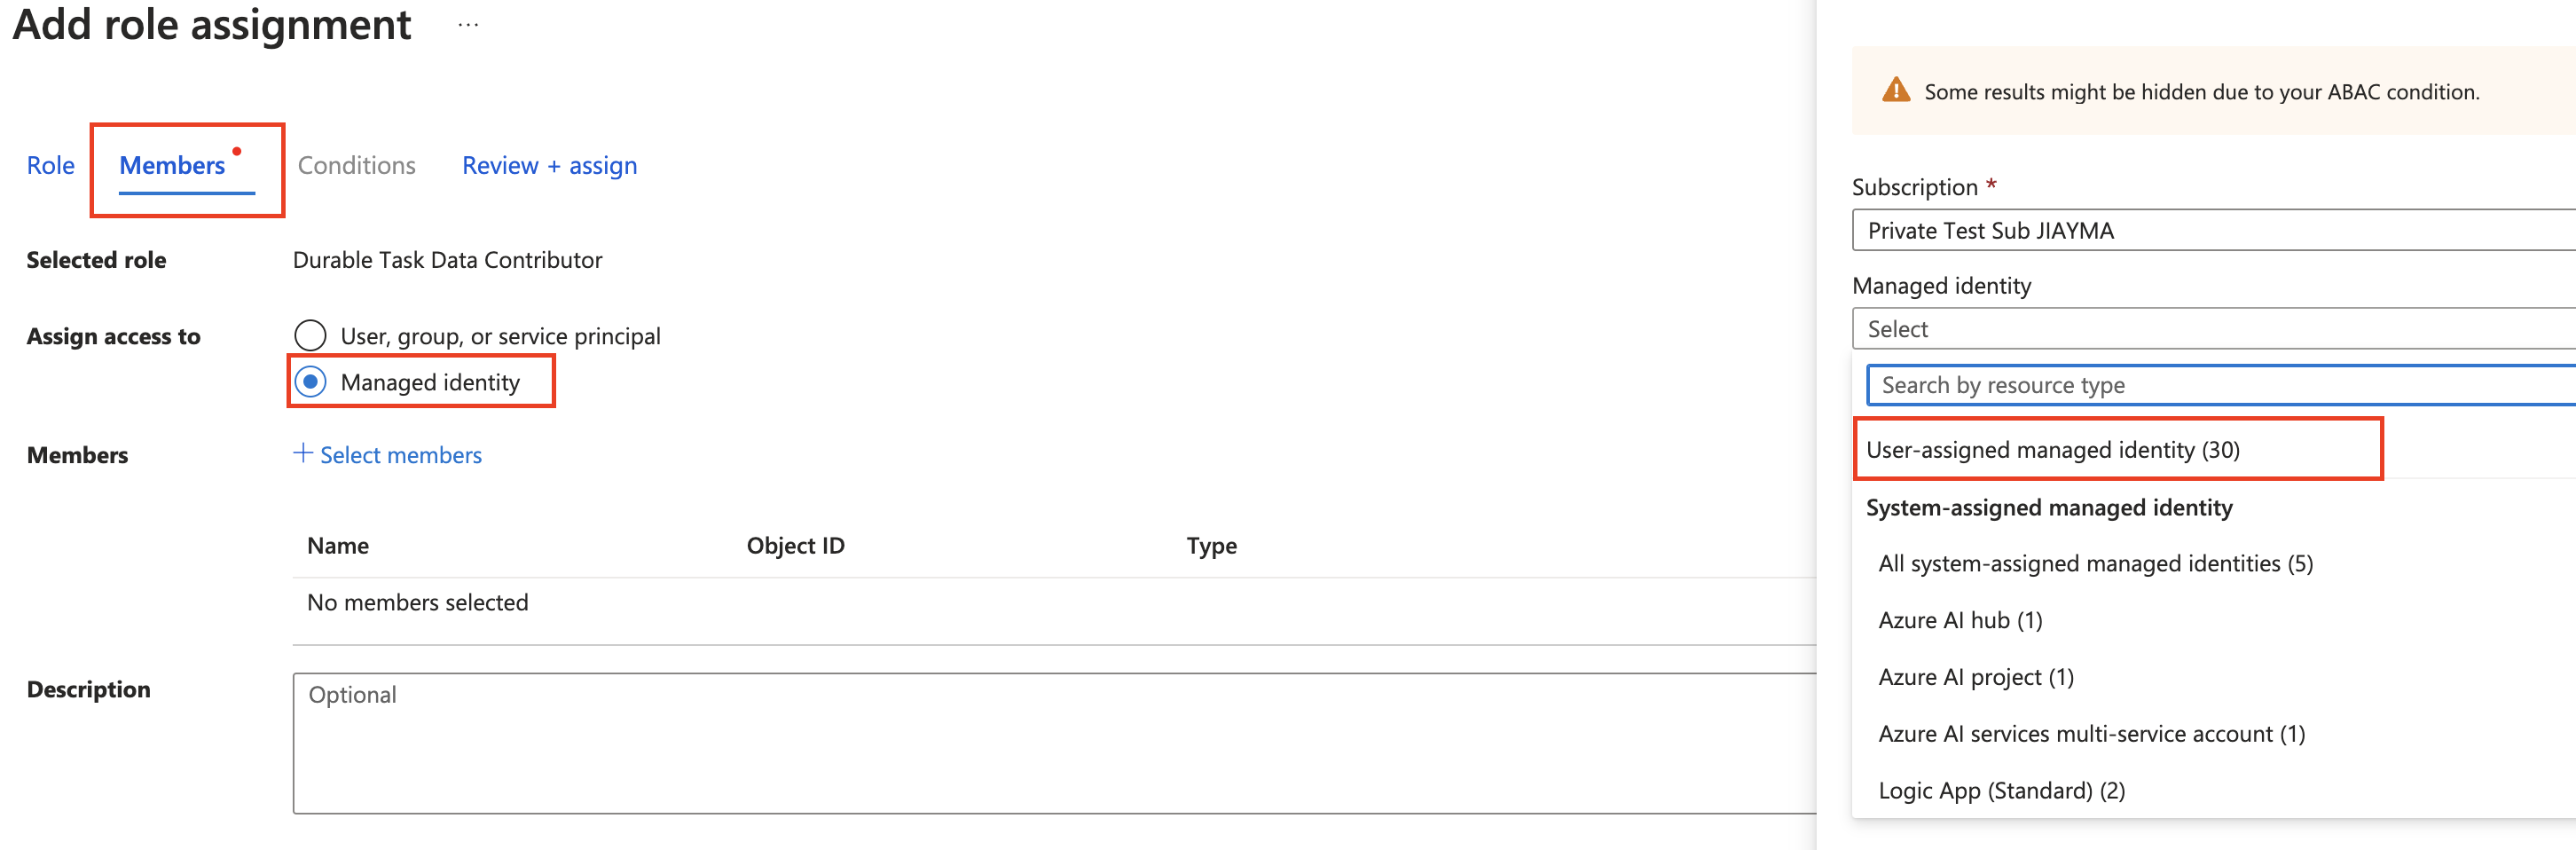 Add role assignment ...
Role
Members
Conditions
Review + assign
Selected role
Durable Task Data Contributor
Assign access to
User, group, or service principal
Managed identity
Members
+ Select members
Name
Object ID
Type
No members selected
Description
Optional
Some results might be hidden due to your ABAC condition.
Subscription *
Private Test Sub JIAYMA
Managed identity
Select
Search by resource type
User-assigned managed identity (30)
System-assigned managed identity
All system-assigned managed identities (5)
Azure AI hub (1)
Azure AI project (1)
Azure AI services multi-service account (1)
Logic App (Standard) (2)